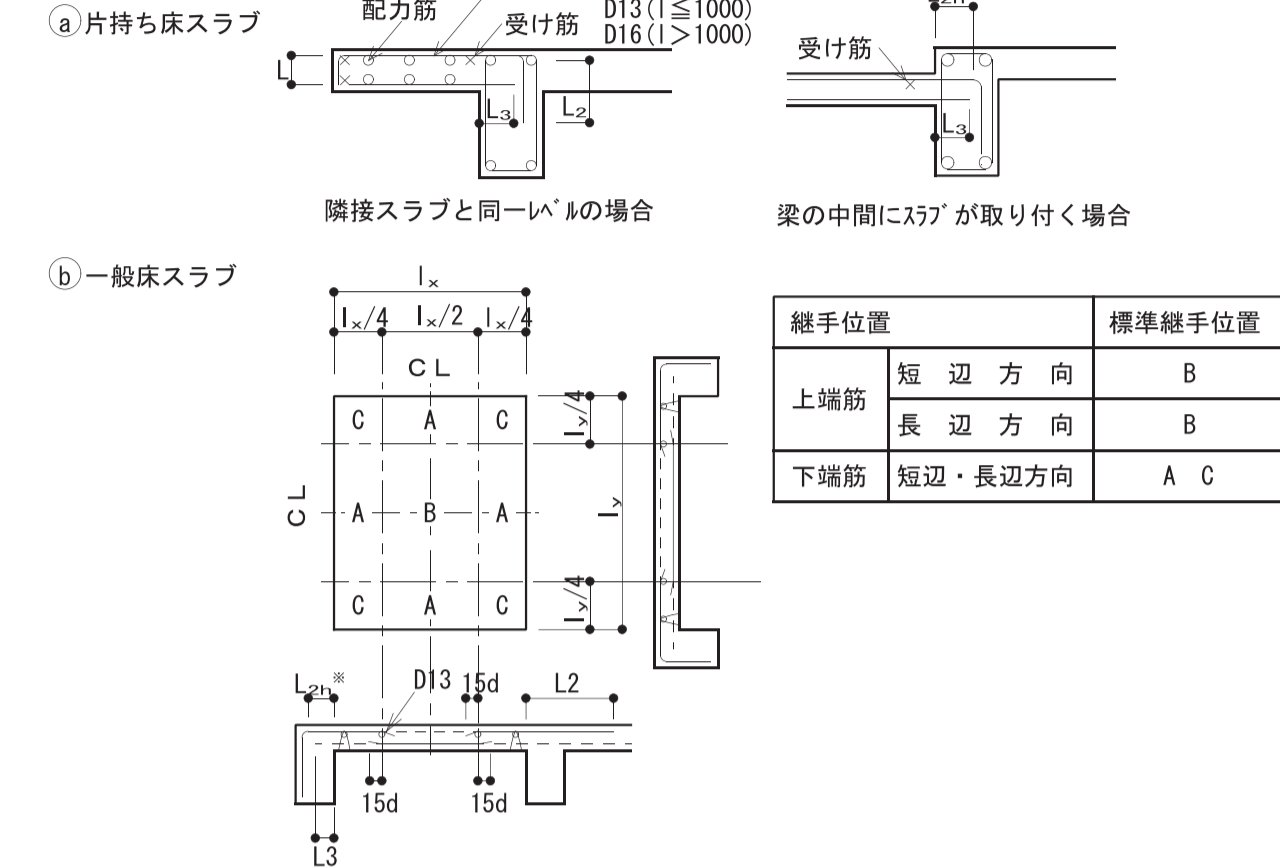 ⓐ片持ち床スラブ
配力筋
受け筋
D13(l≦1000)
D16(l>1000)
L
L₃
L₂
隣接スラブと同一ﾚﾍﾞﾙの場合
受け筋
L₃
梁の中間にｽﾗﾌﾞが取り付く場合
ⓑ一般床スラブ
lₓ
lₓ/4 lₓ/2 lₓ/4
CL
C A C
CL A B A
C A C
ly/4
ly
ly/4
継手位置 標準継手位置
上端筋 短辺方向 B
長辺方向 B
下端筋 短辺・長辺方向 A C
L₂h※ D13 15d L2
15d 15d
L3